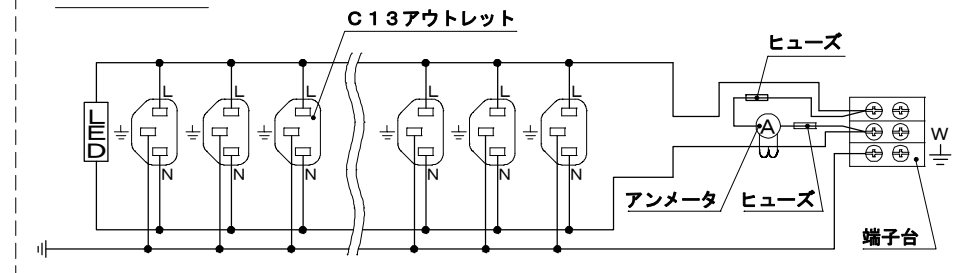 C13アウトレット
ヒューズ
L L L L L L
LED
A
W
N N N N N N
アンメータ ヒューズ
端子台